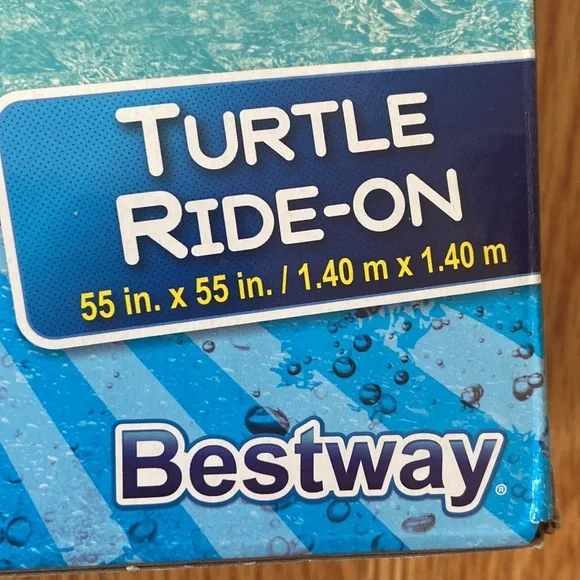 TURTLE
RIDE-ON
55 in. x 55 in. / 1.40 m x 1.40 m
Bestway®